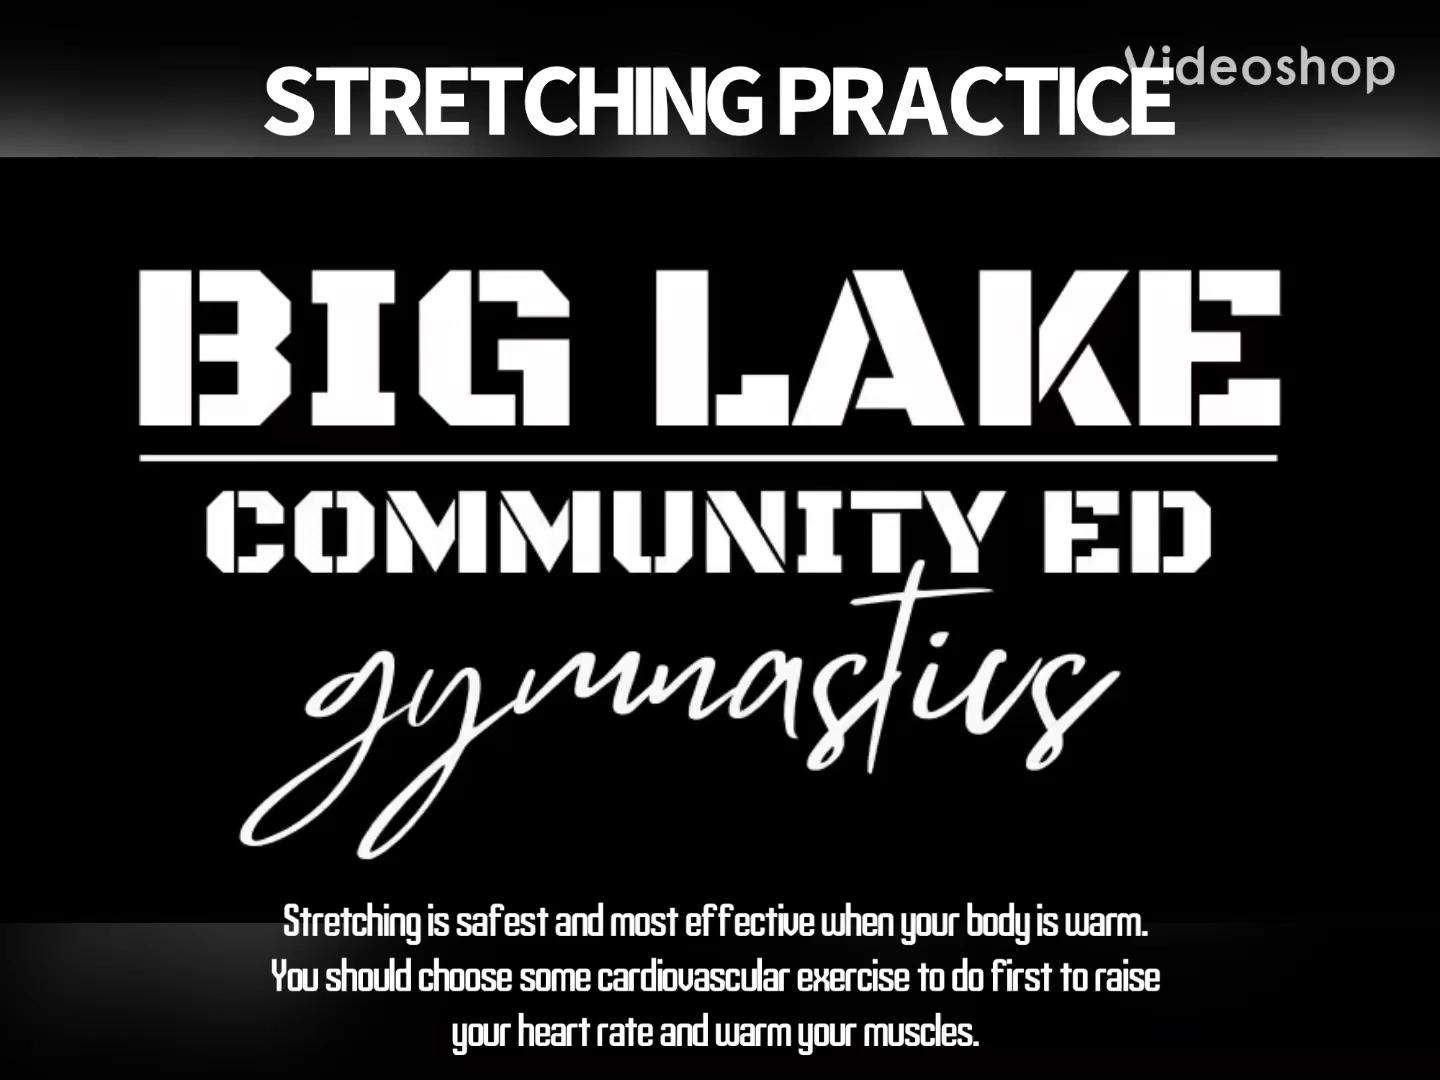 Videoshop
STRETCHING PRACTICE
BIG LAKE
COMMUNITY ED
gymnastics
Stretching is safest and most effective when your body is warm.
You should choose some cardiovascular exercise to do first to raise
your heart rate and warm your muscles.